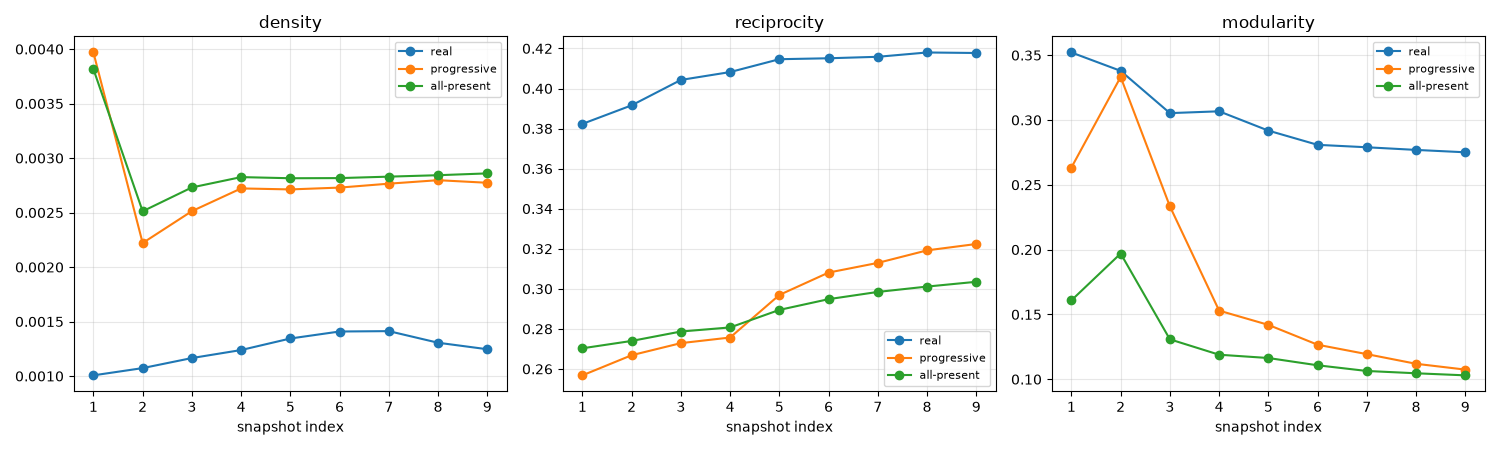 density
0.0040
0.0035
0.0030
0.0025
0.0020
0.0015
0.0010
real
progressive
all-present
1 2 3 4 5 6 7 8 9
snapshot index
reciprocity
0.42
0.40
0.38
0.36
0.34
0.32
0.30
0.28
0.26
real
progressive
all-present
1 2 3 4 5 6 7 8 9
snapshot index
modularity
0.35
0.30
0.25
0.20
0.15
0.10
real
progressive
all-present
1 2 3 4 5 6 7 8 9
snapshot index